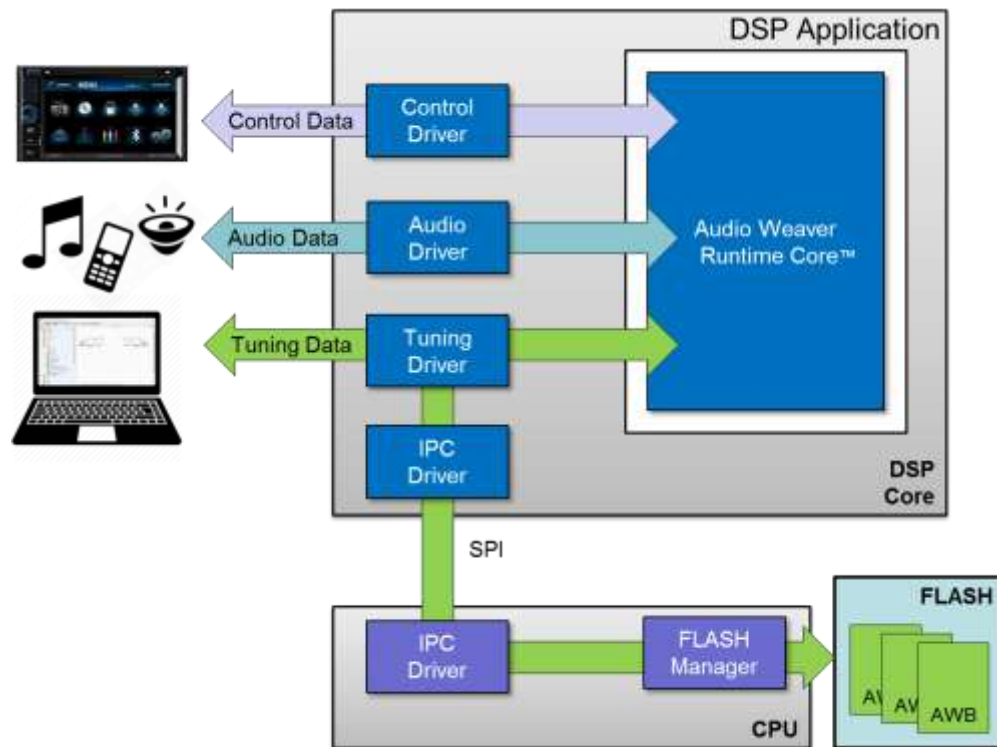 DSP Application
Control Data
Control
Driver
Audio Data
Audio
Driver
Audio Weaver
Runtime Core™
Tuning Data
Tuning
Driver
IPC
Driver
DSP
Core
SPI
FLASH
IPC
Driver
FLASH
Manager
AWB
CPU